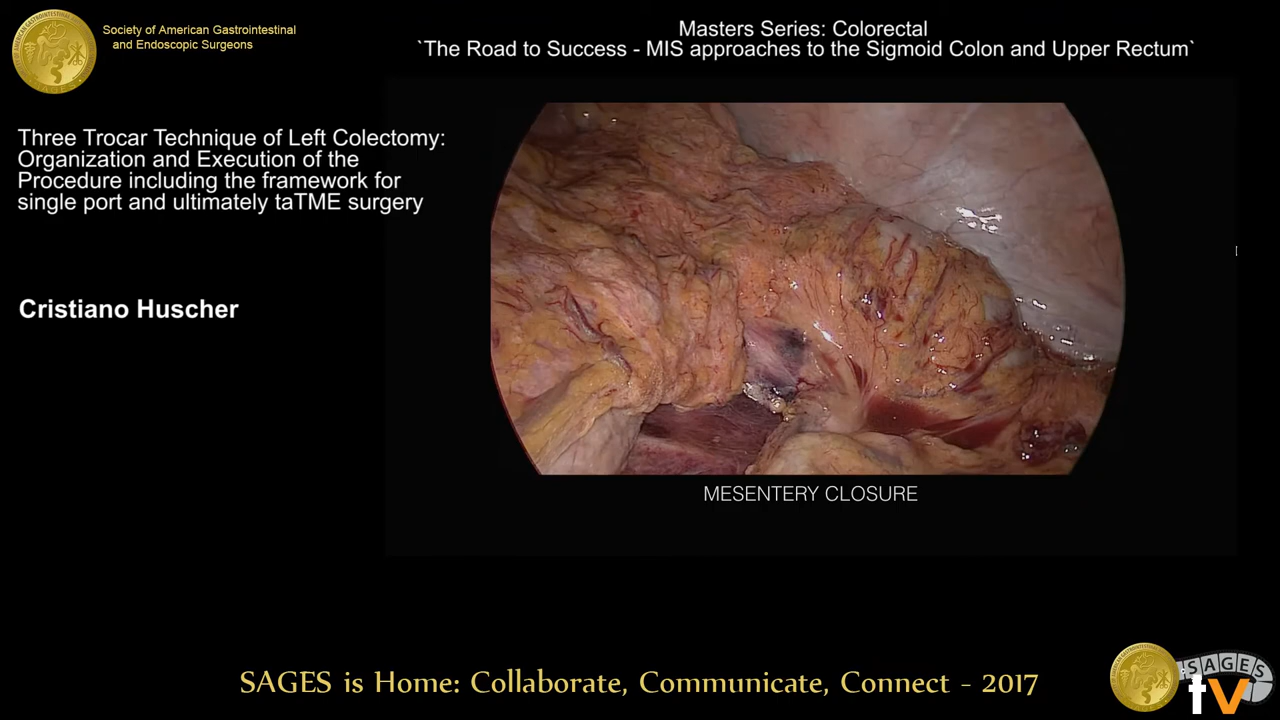 Society of American Gastrointestinal
and Endoscopic Surgeons
Masters Series: Colorectal
`The Road to Success - MIS approaches to the Sigmoid Colon and Upper Rectum`
Three Trocar Technique of Left Colectomy:
Organization and Execution of the
Procedure including the framework for
single port and ultimately taTME surgery
Cristiano Huscher
MESENTERY CLOSURE
SAGES is Home: Collaborate, Communicate, Connect - 2017
SAGES
tv